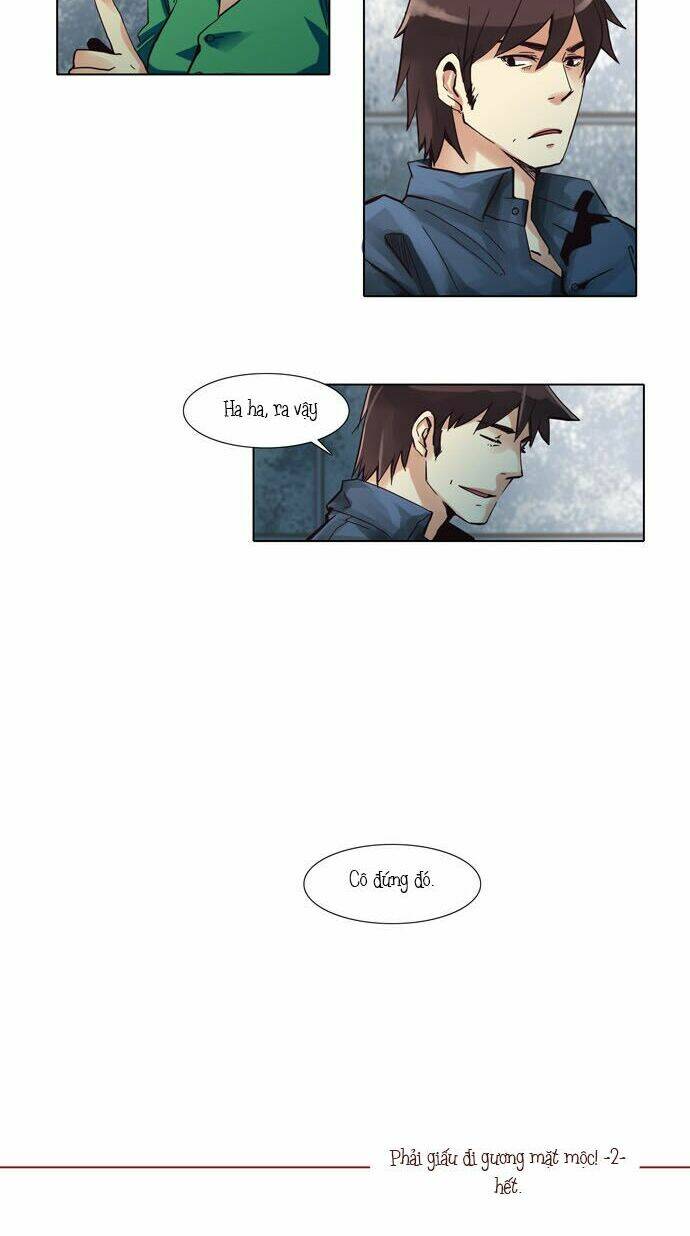 Ha ha, ra vậy
Cô đứng đó.
Phải giấu đi gương mặt mộc! -2-
hết.